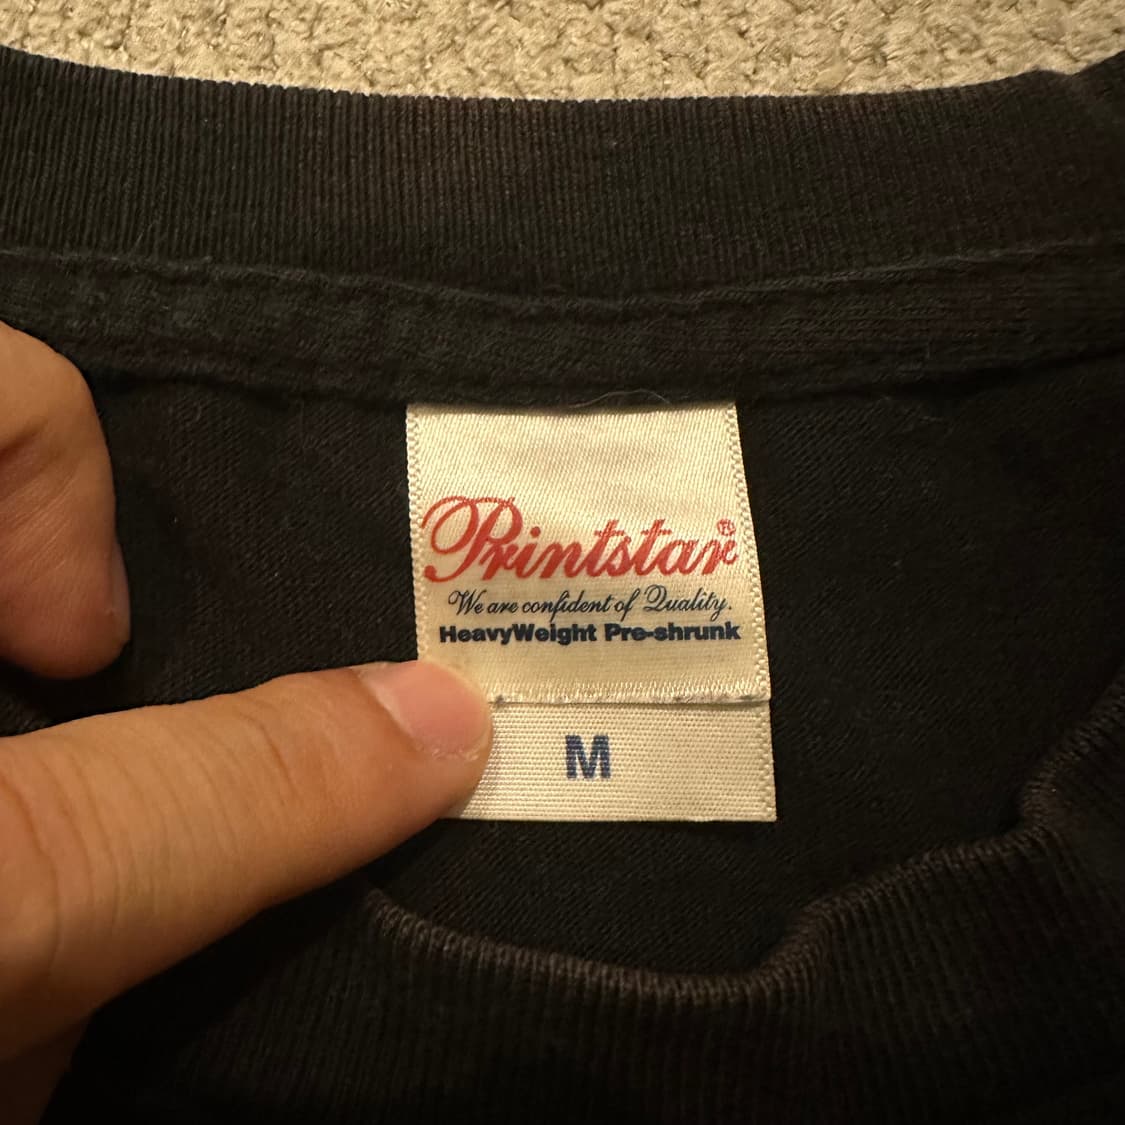 Printstar®
We are confident of Quality.
HeavyWeight Pre-shrunk
M